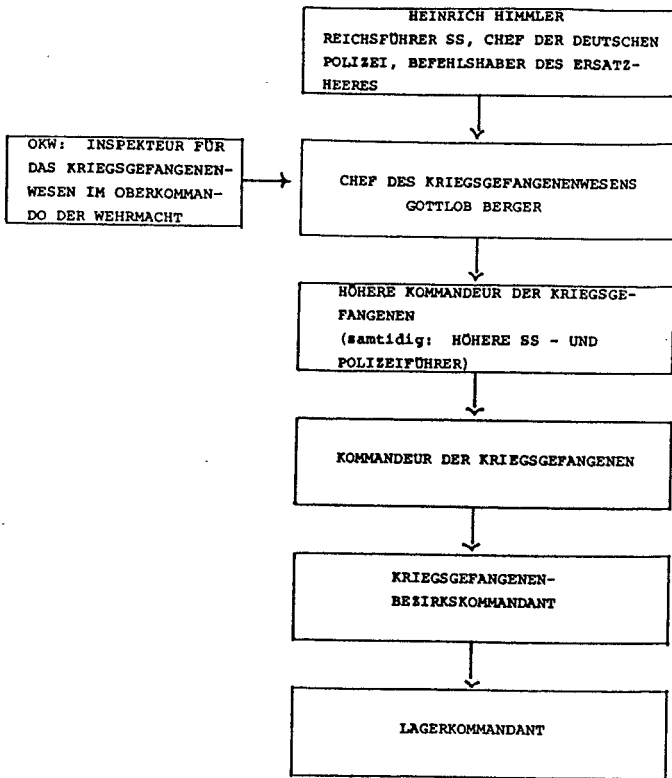 HEINRICH HIMMLER
REICHSFÜHRER SS, CHEF DER DEUTSCHEN
POLIZEI, BEFEHLSHABER DES ERSATZ-
HEERES
OKW: INSPEKTEUR FÜR
DAS KRIEGSGEFANGENEN-
WESEN IM OBERKOMMAN-
DO DER WEHRMACHT
CHEF DES KRIEGSGEFANGENENWESENS
GOTTLOB BERGER
HÖHERE KOMMANDEUR DER KRIEGSGE-
FANGENEN
(samtidig: HÖHERE SS - UND
POLIZEIFÜHRER)
KOMMANDEUR DER KRIEGSGEFANGENEN
KRIEGSGEFANGENEN-
BEZIRKSKOMMANDANT
LAGERKOMMANDANT